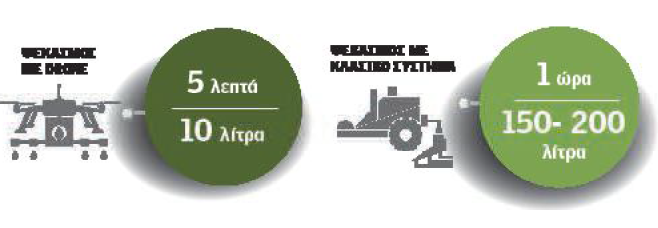 ΨΕΚΑΣΜΟΣ
ΜΕ DRONE
5 λεπτά
10 λίτρα
ΨΕΚΑΣΜΟΣ ΜΕ
ΚΛΑΣΙΚΟ ΣΥΣΤΗΜΑ
1 ώρα
150- 200
λίτρα